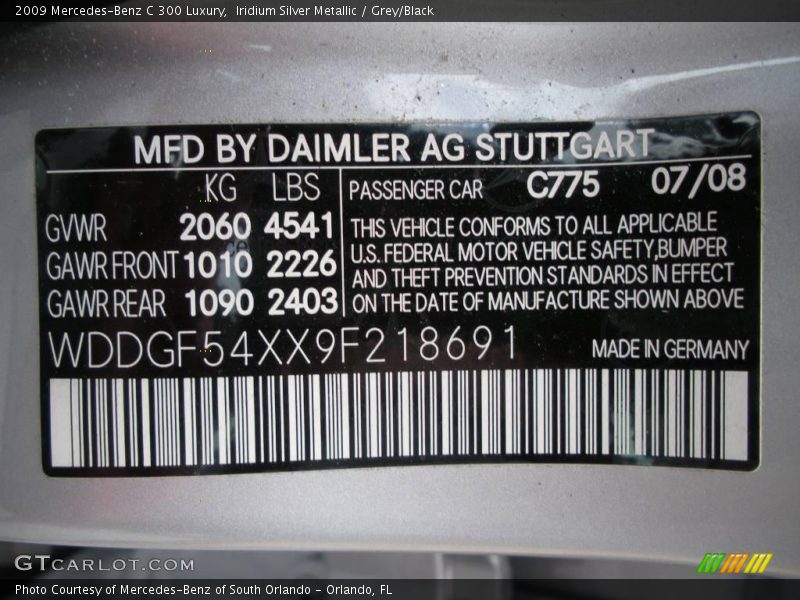 2009 Mercedes-Benz C 300 Luxury,  Iridium Silver Metallic / Grey/Black
MFD BY DAIMLER AG STUTTGART
KG LBS
GVWR 2060 4541
GAWR FRONT 1010 2226
GAWR REAR 1090 2403
PASSENGER CAR C775 07/08
THIS VEHICLE CONFORMS TO ALL APPLICABLE
U.S. FEDERAL MOTOR VEHICLE SAFETY,BUMPER
AND THEFT PREVENTION STANDARDS IN EFFECT
ON THE DATE OF MANUFACTURE SHOWN ABOVE
WDDGF54XX9F218691
MADE IN GERMANY
GTCARLOT.COM
Photo Courtesy of Mercedes-Benz of South Orlando - Orlando, FL